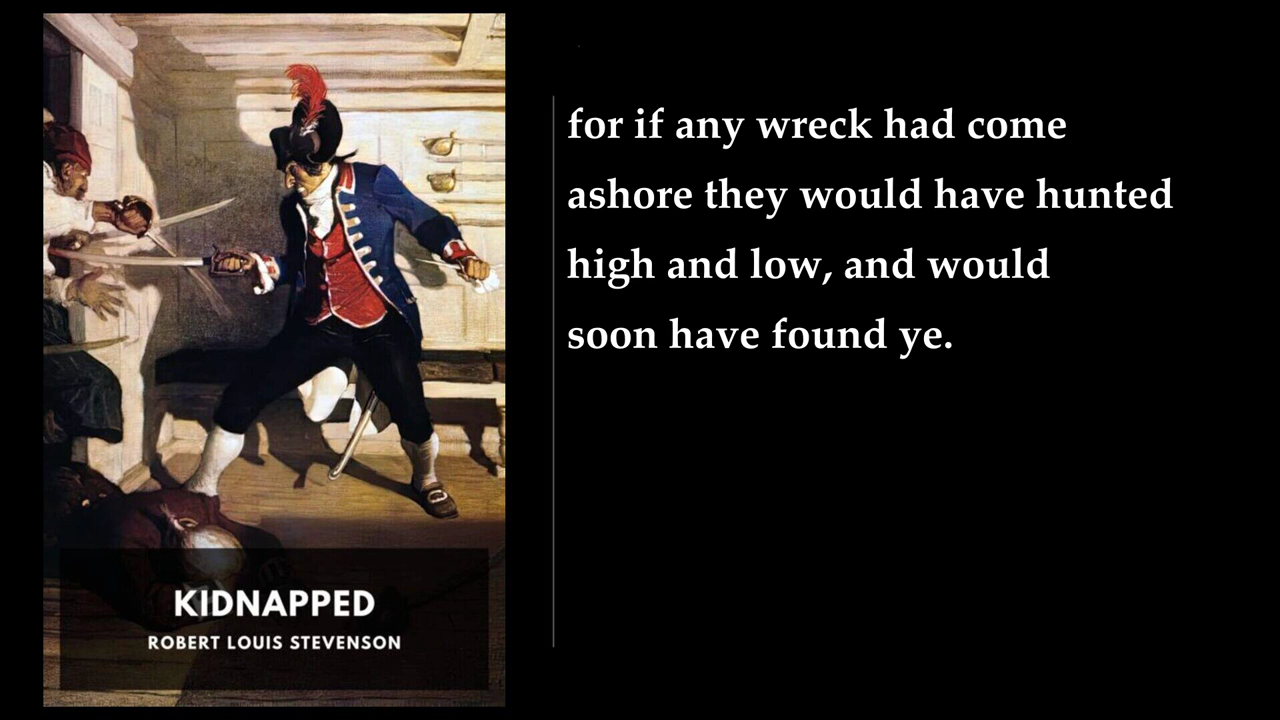 for if any wreck had come
ashore they would have hunted
high and low, and would
soon have found ye.
KIDNAPPED
ROBERT LOUIS STEVENSON